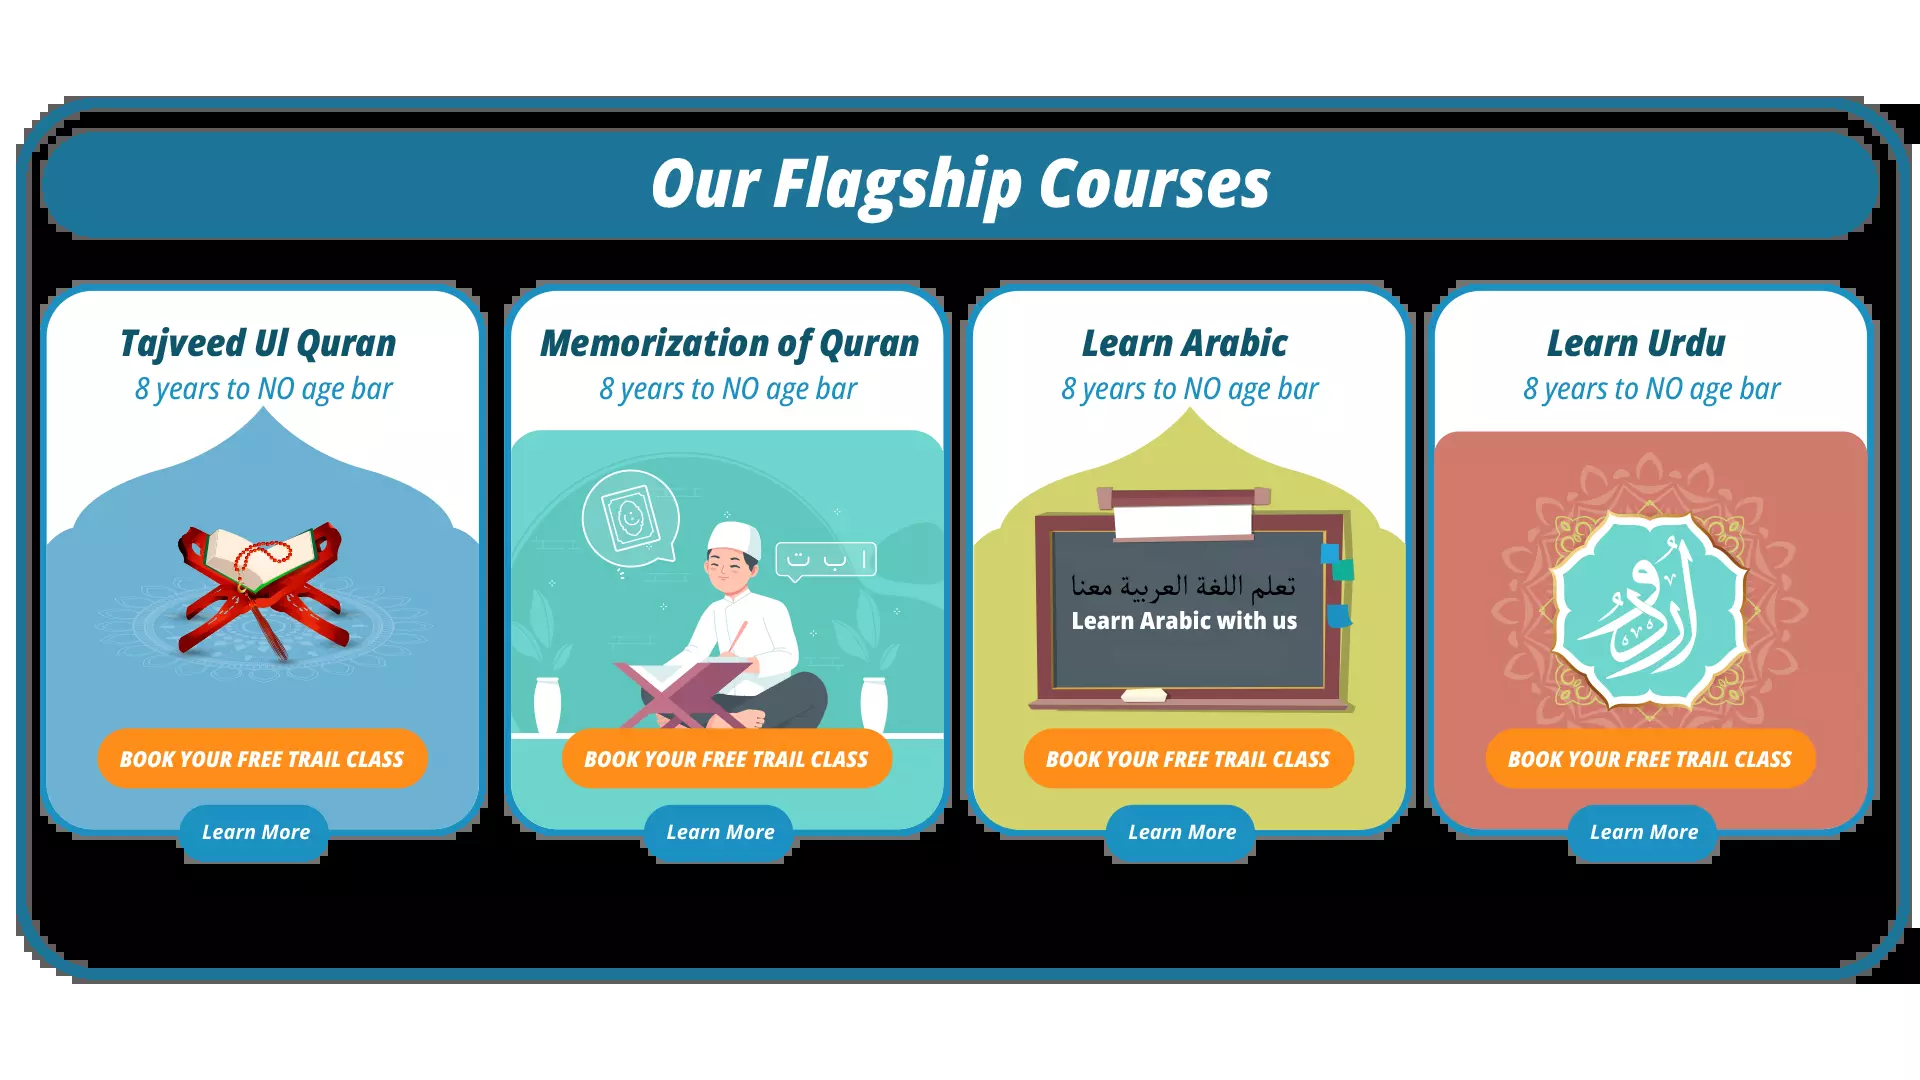 Our Flagship Courses
Tajveed Ul Quran
8 years to NO age bar
BOOK YOUR FREE TRAIL CLASS
Learn More
Memorization of Quran
8 years to NO age bar
ا ب ت
BOOK YOUR FREE TRAIL CLASS
Learn More
Learn Arabic
8 years to NO age bar
تعلم اللغة العربية معنا
Learn Arabic with us
BOOK YOUR FREE TRAIL CLASS
Learn More
Learn Urdu
8 years to NO age bar
اُردُو
BOOK YOUR FREE TRAIL CLASS
Learn More